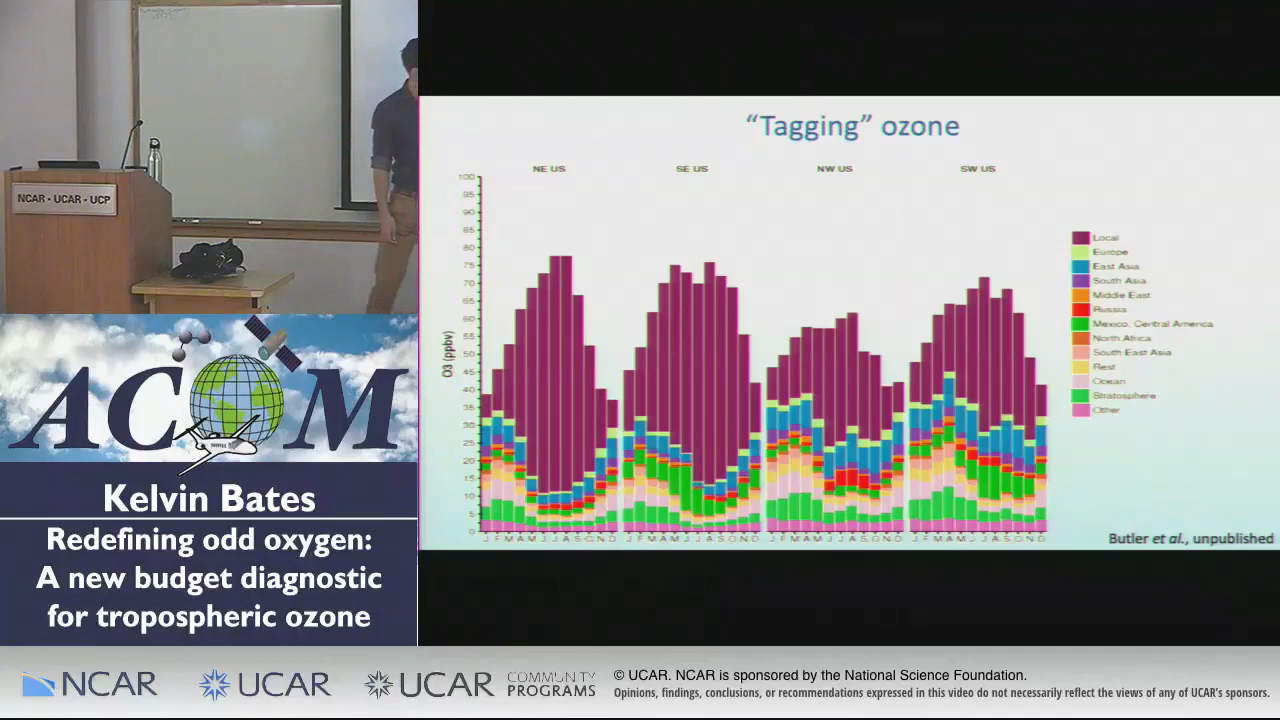 NCAR • UCAR • UCP
ACOM
Kelvin Bates
Redefining odd oxygen:
A new budget diagnostic
for tropospheric ozone
"Tagging" ozone
NE US
SE US
NW US
SW US
O3 (ppbv)
100
95
90
85
80
75
70
65
60
55
50
45
40
35
30
25
20
15
10
5
0
J F M A M J J A S O N D
J F M A M J J A S O N D
J F M A M J J A S O N D
J F M A M J J A S O N D
Local
Europe
East Asia
South Asia
Middle East
Russia
Mexico, Central America
North Africa
South East Asia
Rest
Ocean
Stratosphere
Other
Butler et al., unpublished
NCAR
UCAR
UCAR
COMMUNITY
PROGRAMS
© UCAR. NCAR is sponsored by the National Science Foundation.
Opinions, findings, conclusions, or recommendations expressed in this video do not necessarily reflect the views of any of UCAR's sponsors.